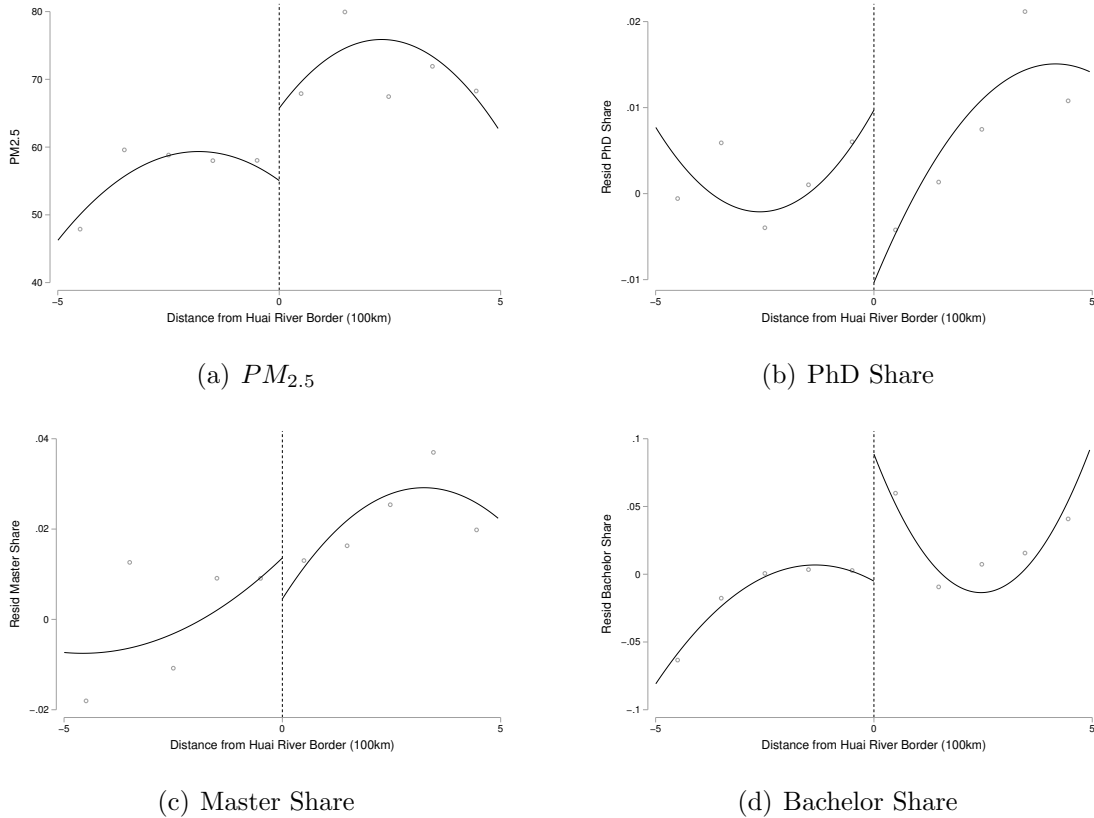 80
70
60
50
40
PM2.5
−5
0
5
Distance from Huai River Border (100km)
(a) PM2.5
.02
.01
0
−.01
Resid PhD Share
−5
0
5
Distance from Huai River Border (100km)
(b) PhD Share
.04
.02
0
−.02
Resid Master Share
−5
0
5
Distance from Huai River Border (100km)
(c) Master Share
.1
.05
0
−.05
−.1
Resid Bachelor Share
−5
0
5
Distance from Huai River Border (100km)
(d) Bachelor Share